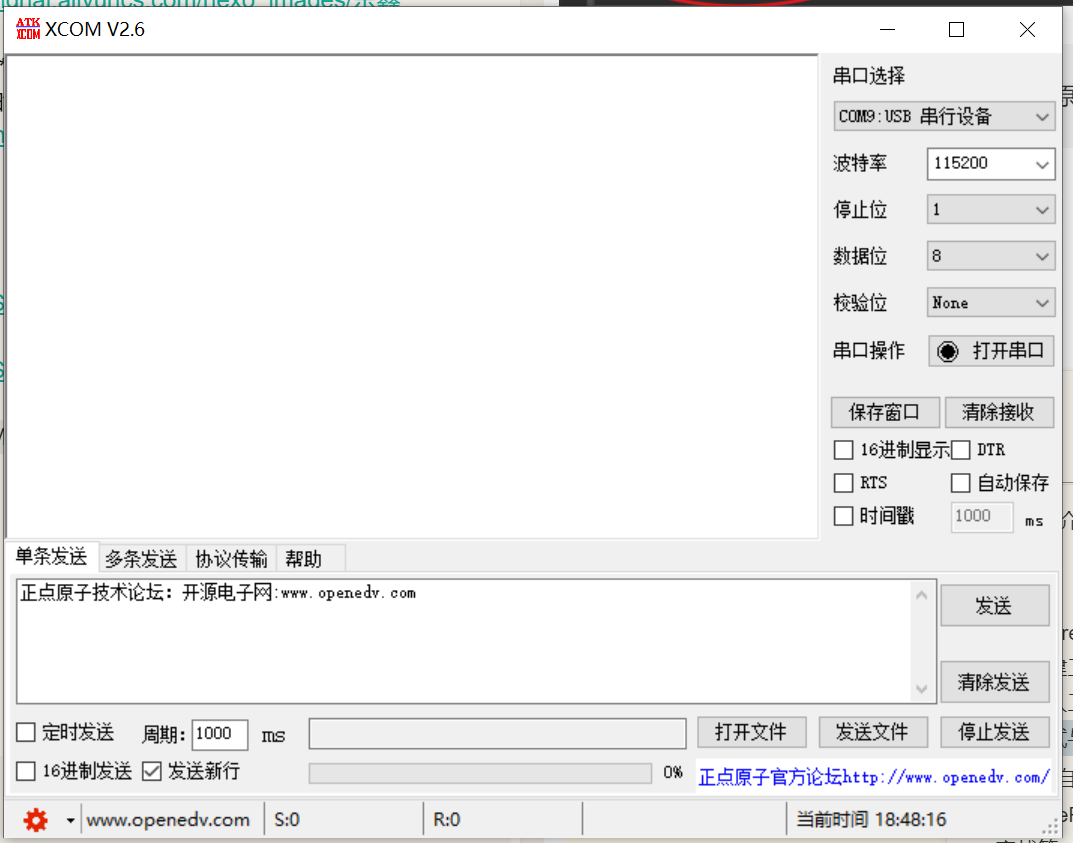 XCOM V2.6
串口选择
COM9:USB 串行设备
波特率 115200
停止位 1
数据位 8
校验位 None
串口操作 打开串口
保存窗口 清除接收
16进制显示 DTR
RTS 自动保存
时间戳 1000 ms
单条发送 多条发送 协议传输 帮助
正点原子技术论坛：开源电子网:www.openedv.com
发送
清除发送
定时发送 周期: 1000 ms 打开文件 发送文件 停止发送
16进制发送 发送新行 0% 正点原子官方论坛http://www.openedv.com/
www.openedv.com S:0 R:0 当前时间 18:48:16